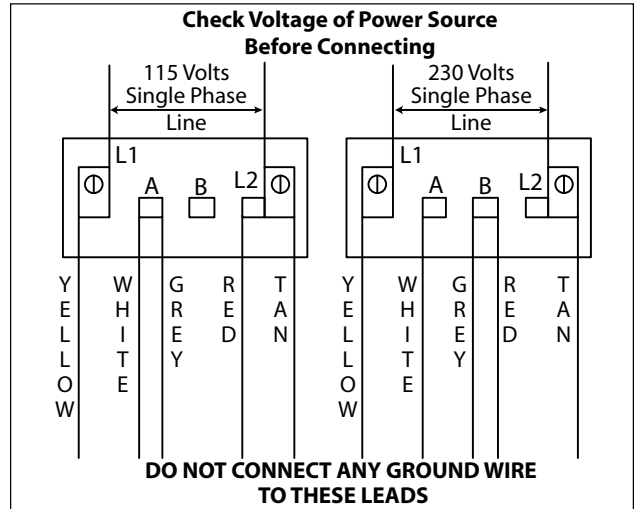 Check Voltage of Power Source
Before Connecting
115 Volts
Single Phase
Line
L1
A
B
L2
YELLOW
WHITE
GREY
RED
TAN
230 Volts
Single Phase
Line
L1
A
B
L2
YELLOW
WHITE
GREY
RED
TAN
DO NOT CONNECT ANY GROUND WIRE
TO THESE LEADS